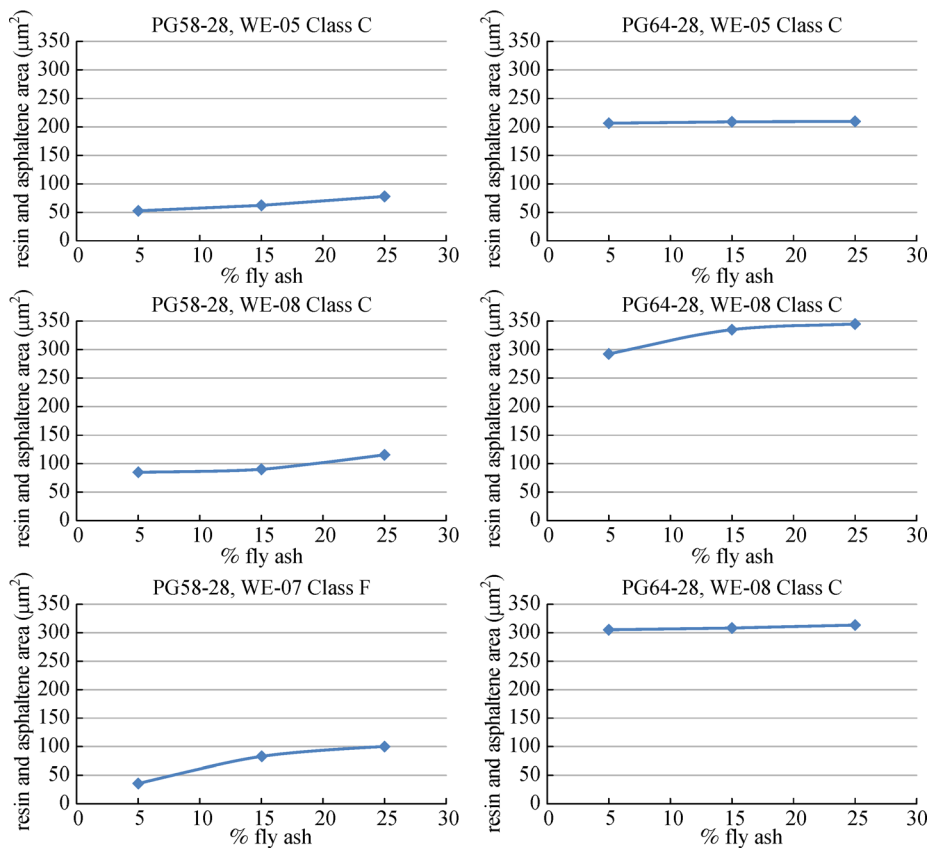 PG58-28, WE-05 Class C
resin and asphaltene area (μm²)
350
300
250
200
150
100
50
0
0 5 10 15 20 25 30
% fly ash
PG64-28, WE-05 Class C
resin and asphaltene area (μm²)
350
300
250
200
150
100
50
0
0 5 10 15 20 25 30
% fly ash
PG58-28, WE-08 Class C
resin and asphaltene area (μm²)
350
300
250
200
150
100
50
0
0 5 10 15 20 25 30
% fly ash
PG64-28, WE-08 Class C
resin and asphaltene area (μm²)
350
300
250
200
150
100
50
0
0 5 10 15 20 25 30
% fly ash
PG58-28, WE-07 Class F
resin and asphaltene area (μm²)
350
300
250
200
150
100
50
0
0 5 10 15 20 25 30
% fly ash
PG64-28, WE-08 Class C
resin and asphaltene area (μm²)
350
300
250
200
150
100
50
0
0 5 10 15 20 25 30
% fly ash